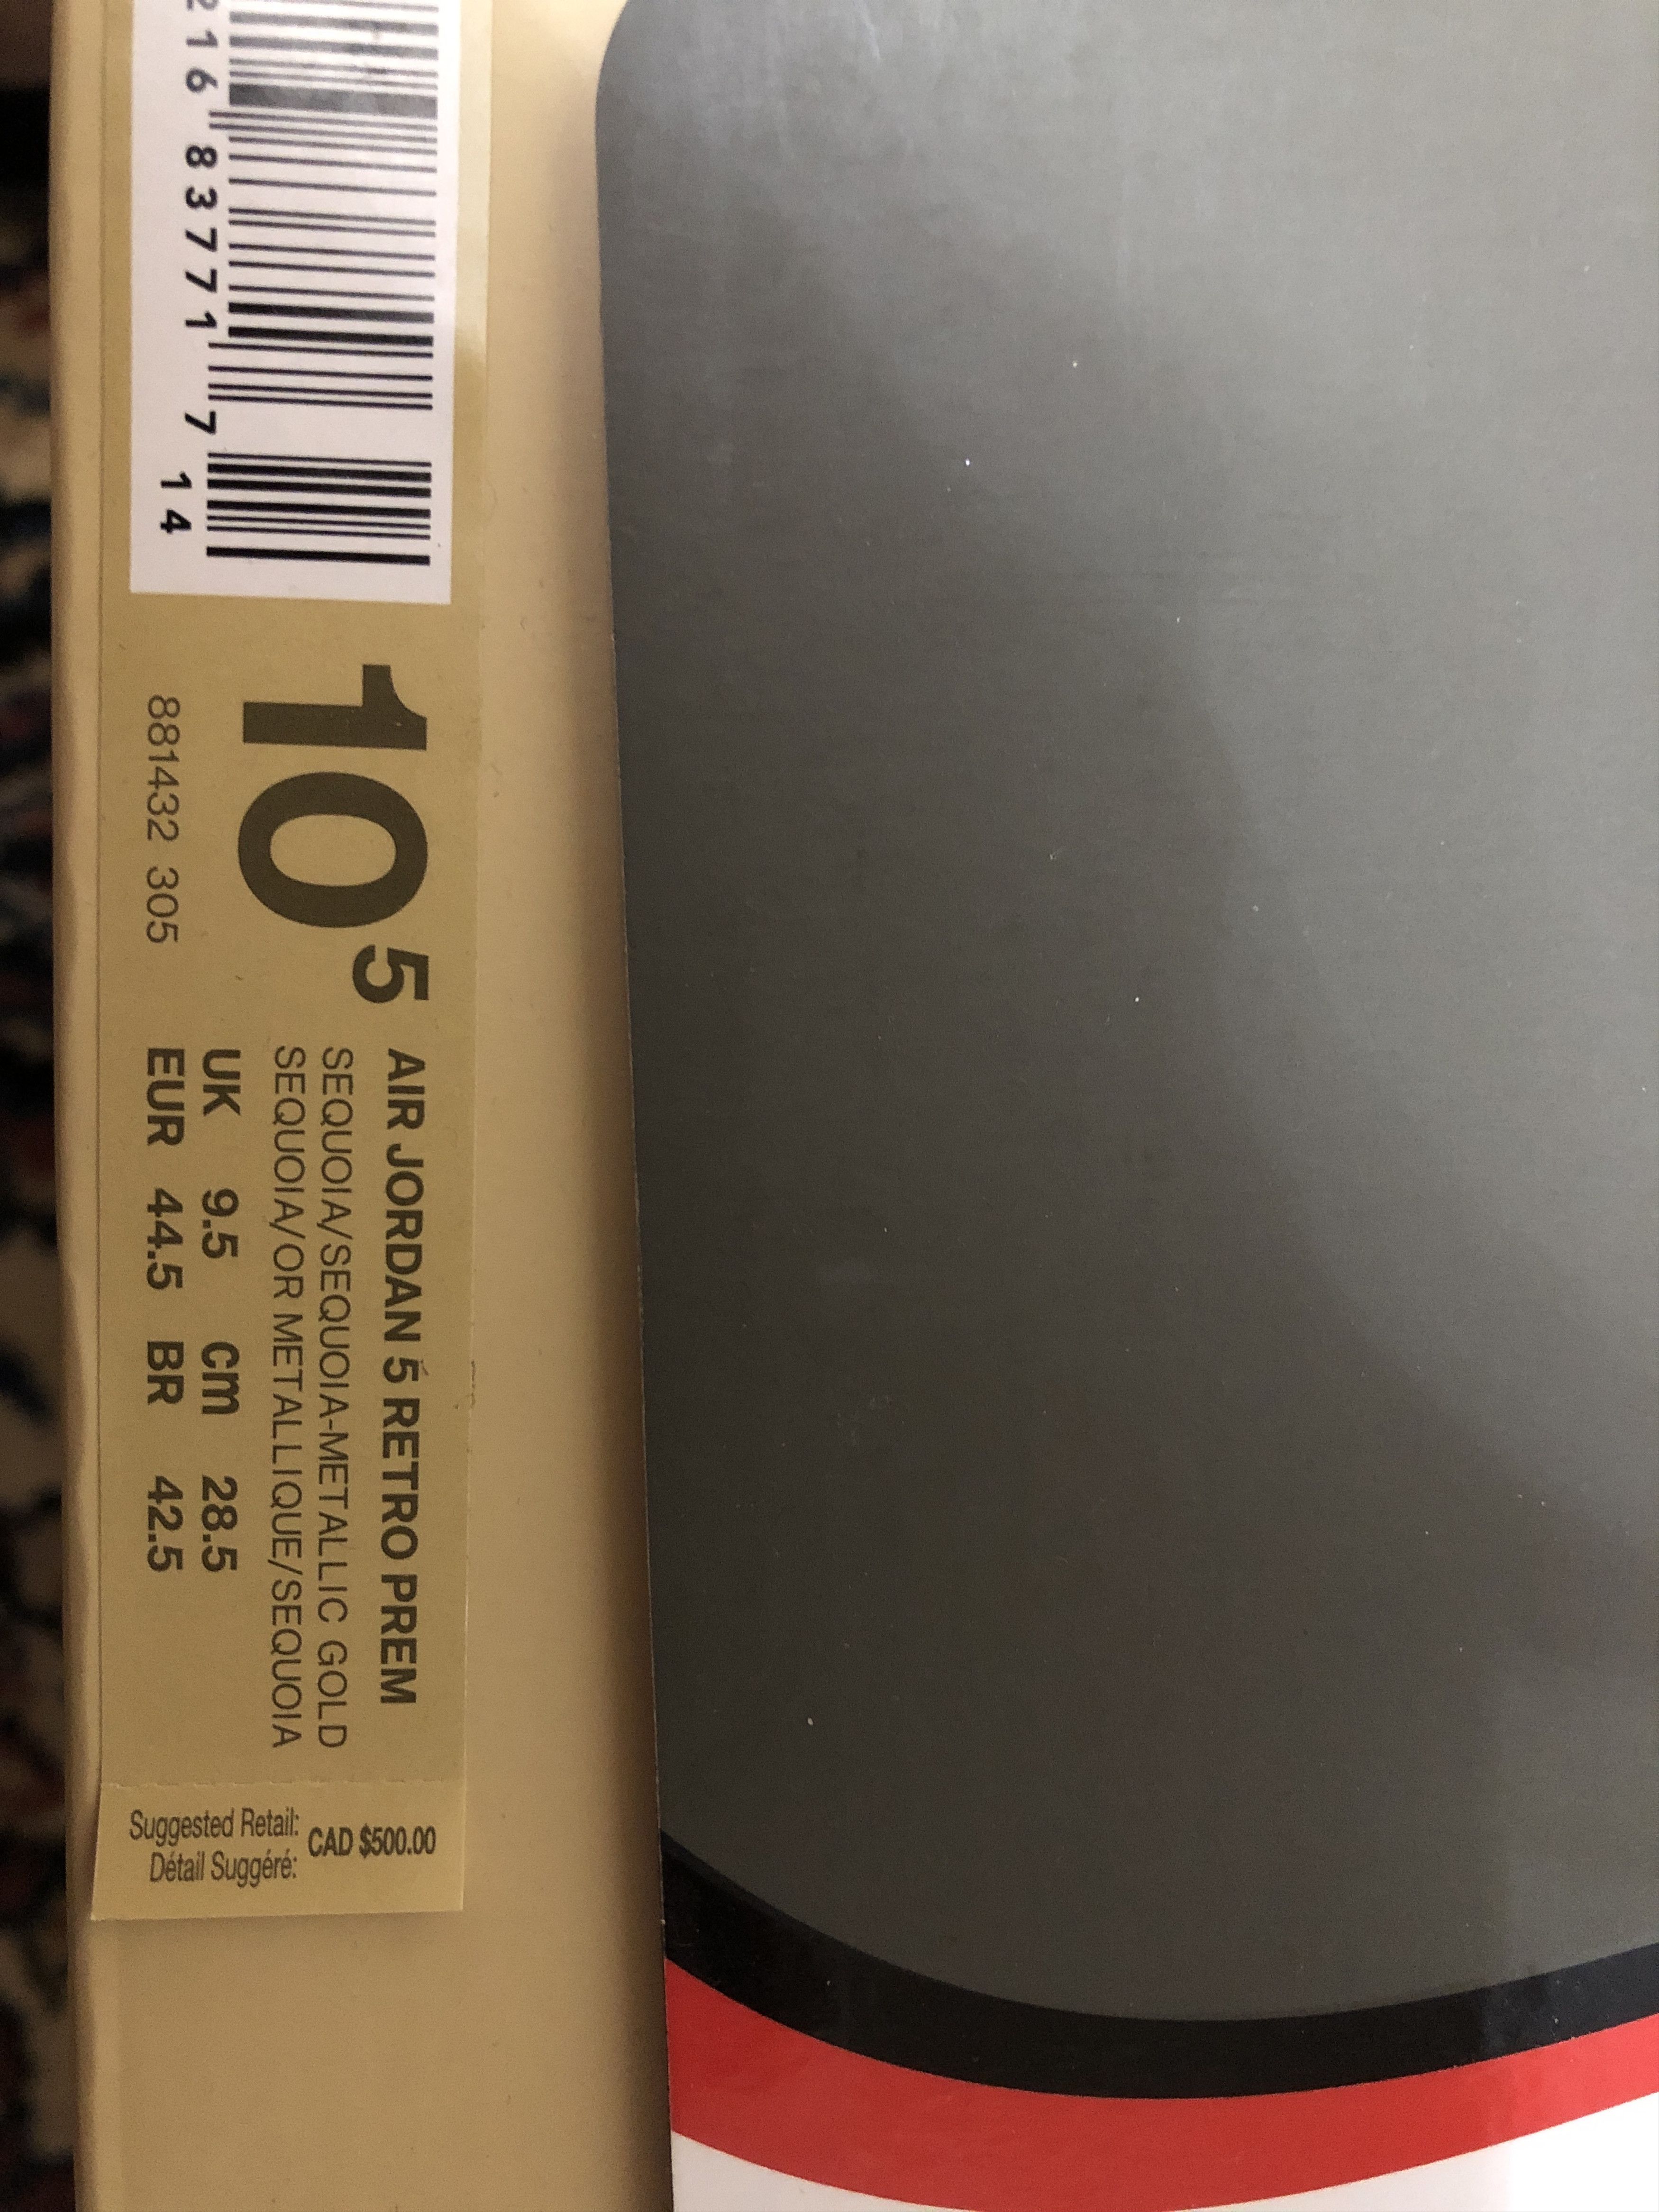 216 83771 7
14
10 5
881432 305
AIR JORDAN 5 RETRO PREM
SEQUOIA/SEQUOIA-METALLIC GOLD
SEQUOIA/OR METALLIQUE/SEQUOIA
UK 9.5 Cm 28.5
EUR 44.5 BR 42.5
Suggested Retail:
Détail Suggéré:
CAD $500.00